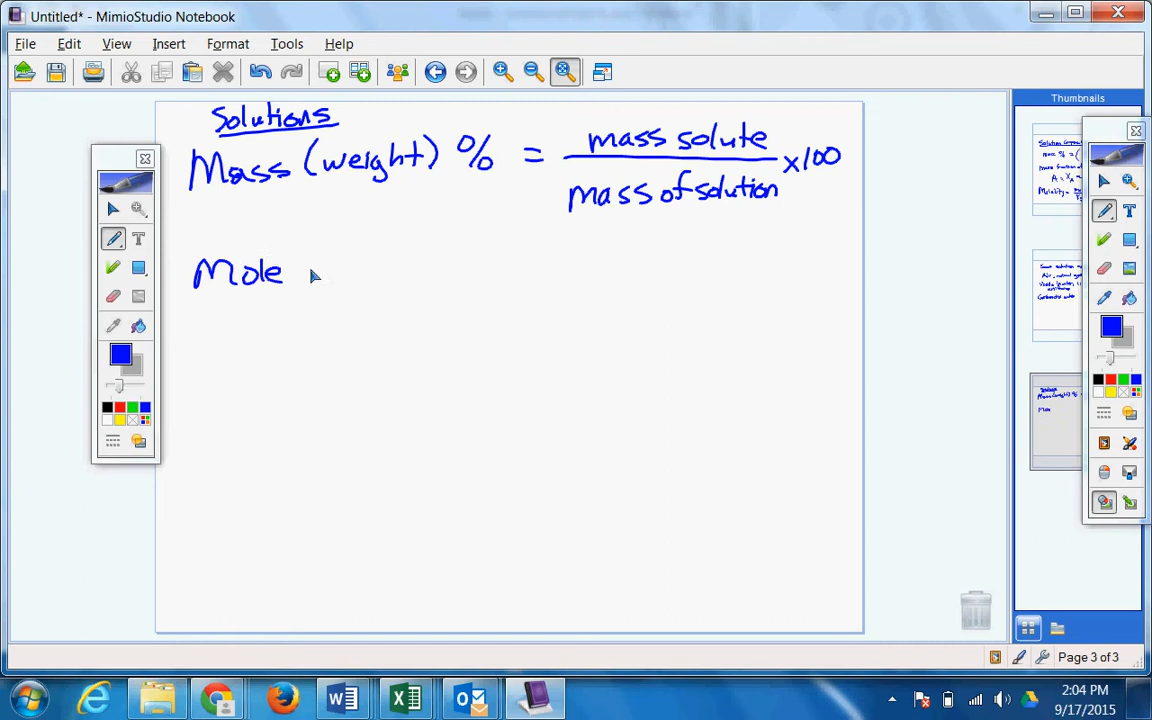 Untitled* - MimioStudio Notebook
File Edit View Insert Format Tools Help
Solutions
Mass (weight) % = mass solute
mass of solution
x100
Mole
T
Thumbnails
T
Page 3 of 3
2:04 PM
9/17/2015